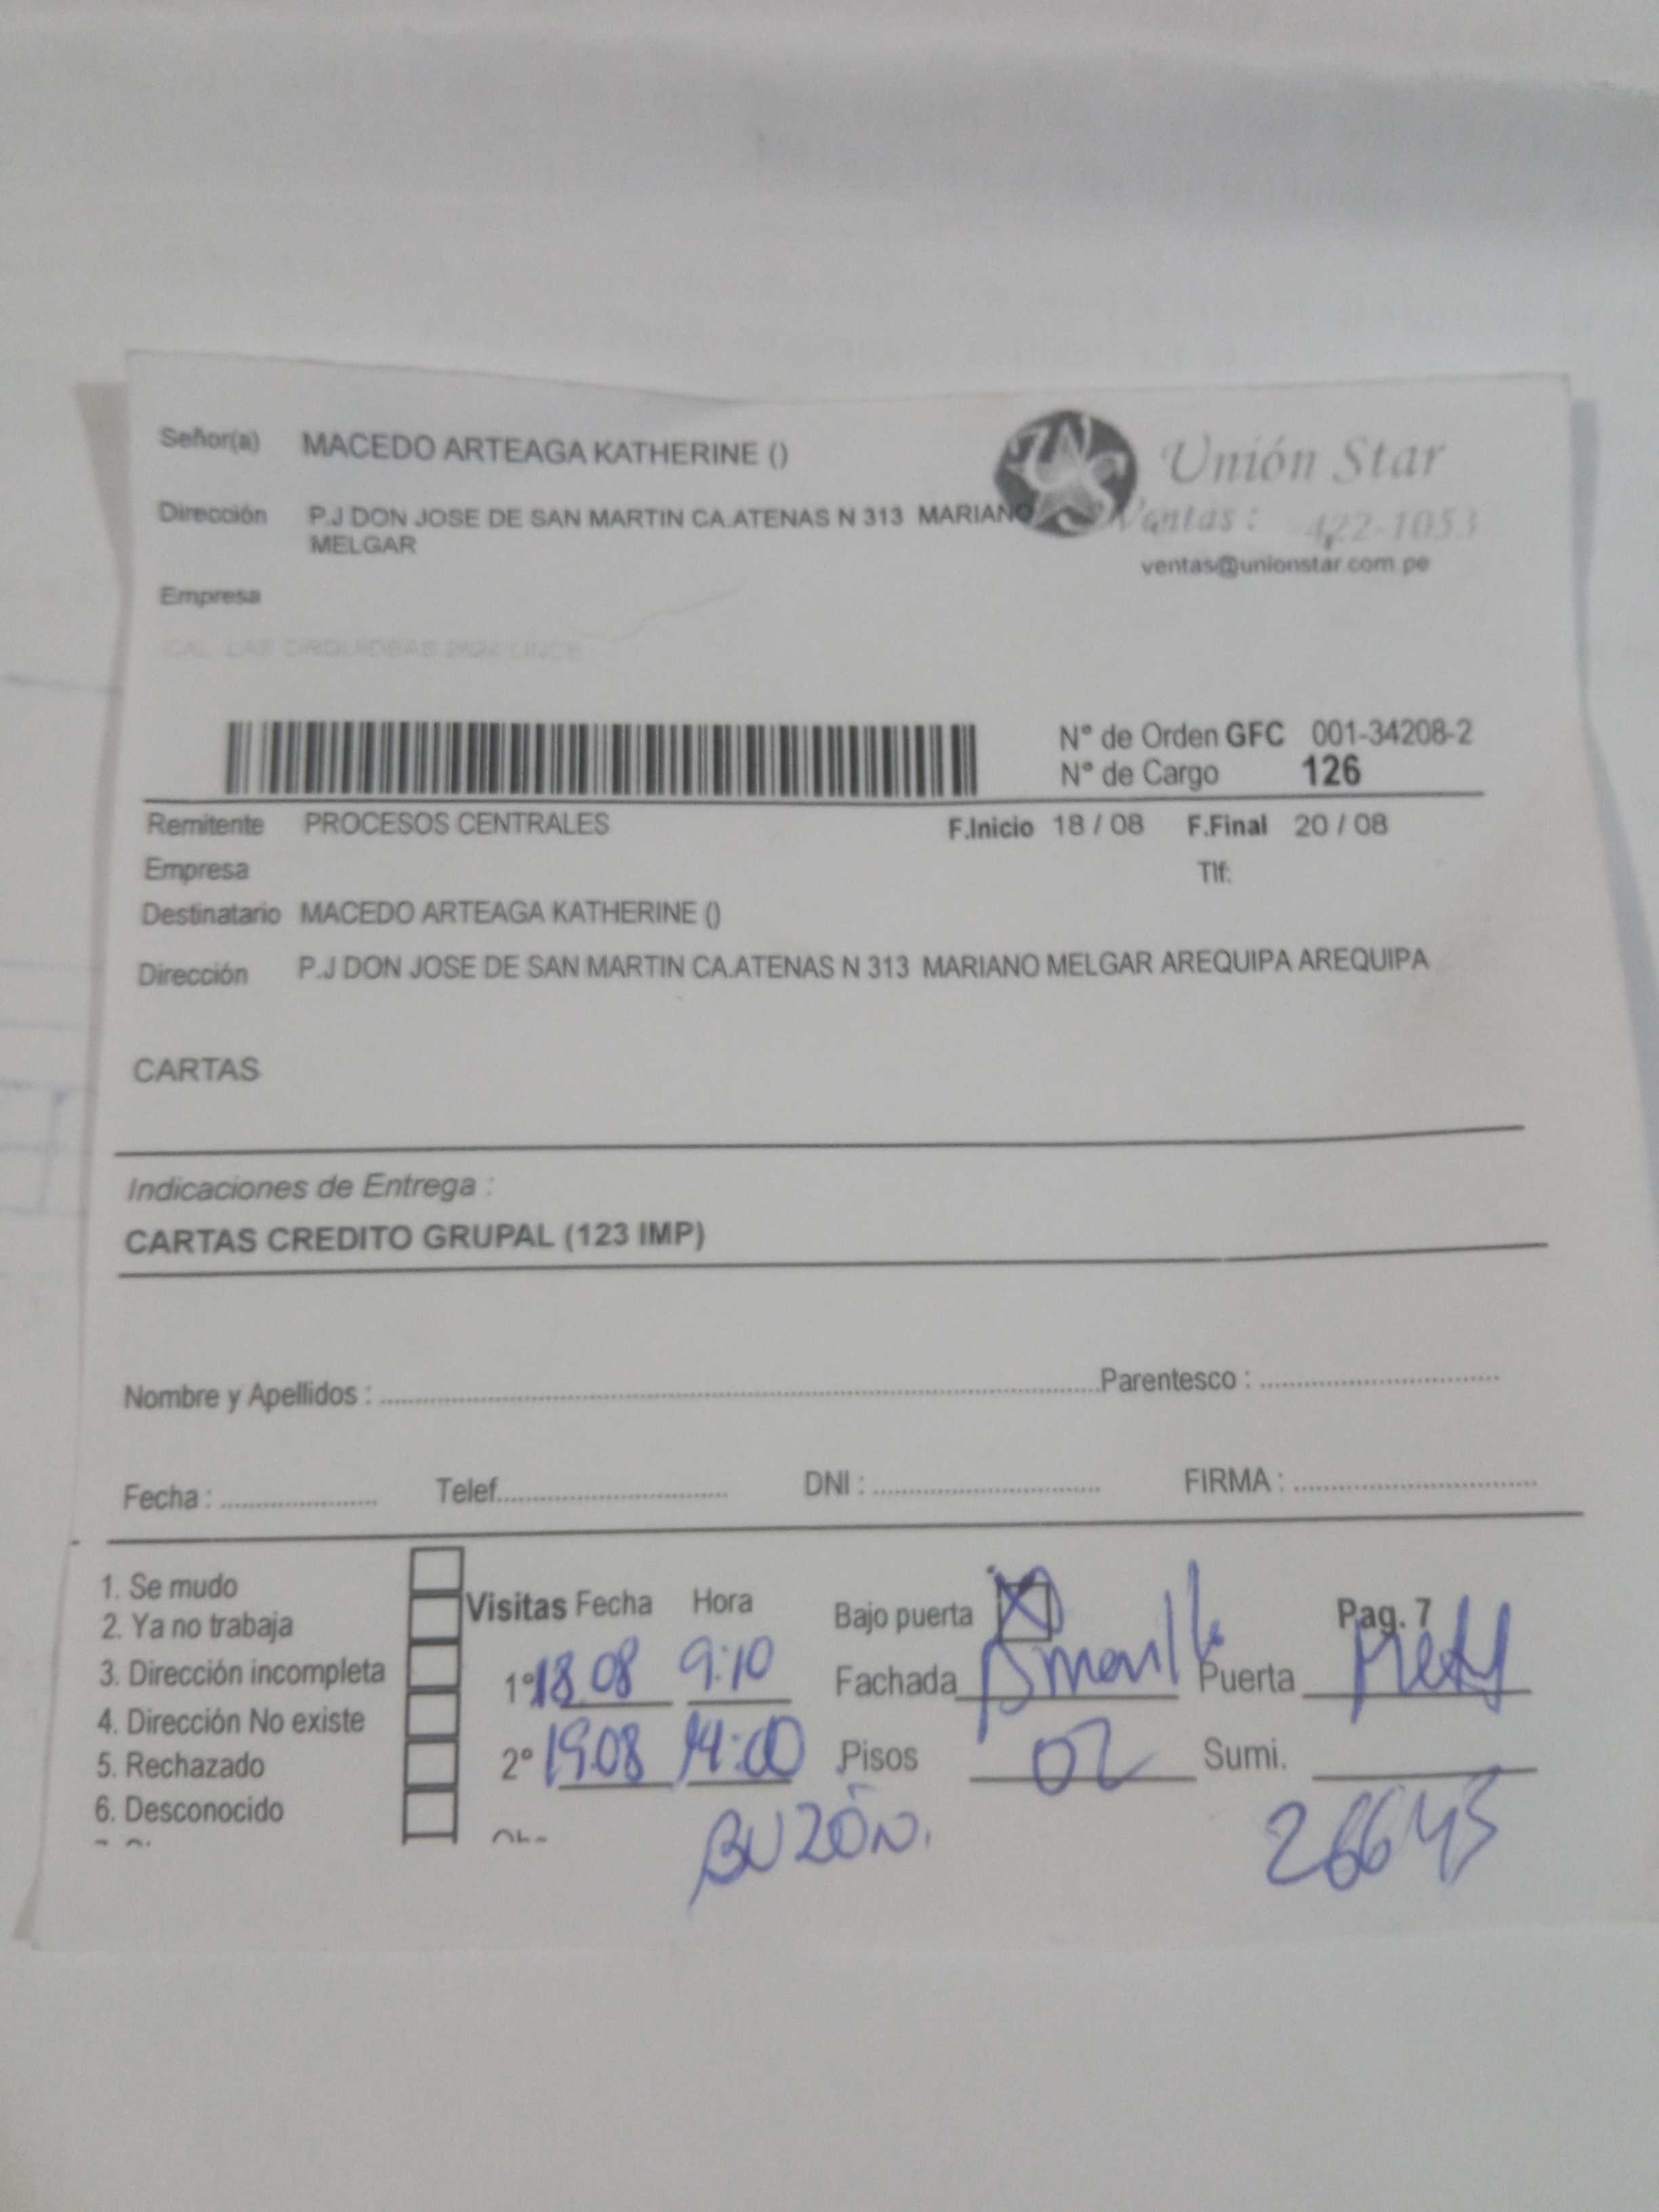 Señor(a) MACEDO ARTEAGA KATHERINE ()
Unión Star
Dirección P.J DON JOSE DE SAN MARTIN CA.ATENAS N 313 MARIANO
MELGAR
Ventas : 422-1053
ventas@unionstar.com.pe
Empresa
CAL. LAS ORQUIDEAS 2624 LINCE
N° de Orden GFC 001-34208-2
N° de Cargo 126
Remitente PROCESOS CENTRALES F.Inicio 18 / 08 F.Final 20 / 08
Empresa Tlf:
Destinatario MACEDO ARTEAGA KATHERINE ()
Dirección P.J DON JOSE DE SAN MARTIN CA.ATENAS N 313 MARIANO MELGAR AREQUIPA AREQUIPA
CARTAS
Indicaciones de Entrega :
CARTAS CREDITO GRUPAL (123 IMP)
Nombre y Apellidos : Parentesco :
Fecha : Telef. DNI : FIRMA :
1. Se mudo
2. Ya no trabaja
3. Dirección incompleta
4. Dirección No existe
5. Rechazado
6. Desconocido
Visitas Fecha Hora
1° 18.08 9:10
2° 19.08 14:00
BUZÓN.
Bajo puerta X Pag. 7
Fachada Puerta
Pisos 02 Sumi.
26645